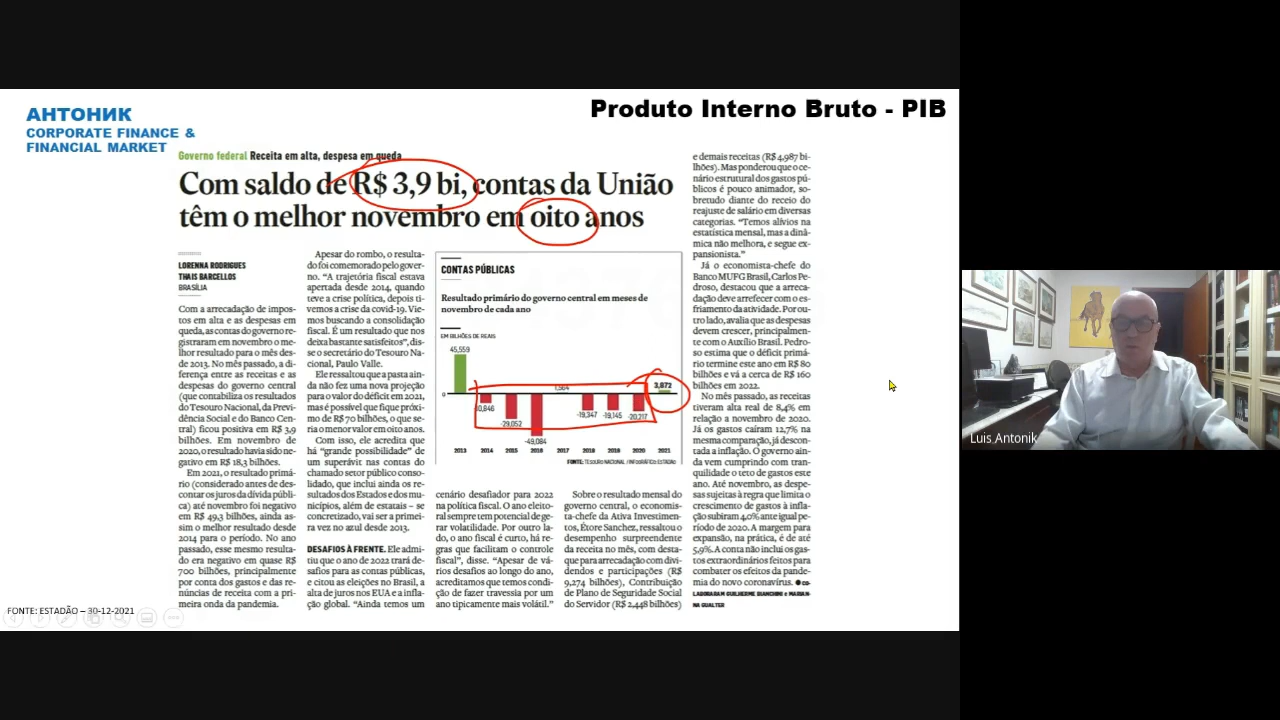 АНТОНИК
CORPORATE FINANCE &
FINANCIAL MARKET
Produto Interno Bruto - PIB
Governo federal Receita em alta, despesa em queda
Com saldo de R$ 3,9 bi, contas da União
têm o melhor novembro em oito anos
LORENNA RODRIGUES
THAIS BARCELLOS
BRASÍLIA
Com a arrecadação de impos-
tos em alta e as despesas em
queda, as contas do governo re-
gistraram em novembro o me-
lhor resultado para o mês des-
de 2013. No mês passado, a di-
ferença entre as receitas e as
despesas do governo central
(que contabiliza os resultados
do Tesouro Nacional, da Previ-
dência Social e do Banco Cen-
tral) ficou positiva em R$ 3,9
bilhões. Em novembro de
2020, o resultado havia sido ne-
gativo em R$ 18,3 bilhões.
Em 2021, o resultado primá-
rio (considerado antes de des-
contar os juros da dívida públi-
ca) até novembro foi negativo
em R$ 49,3 bilhões, ainda as-
sim o melhor resultado desde
2014 para o período. No ano
passado, esse mesmo resulta-
do era negativo em quase R$
700 bilhões, principalmente
por conta dos gastos e das re-
núncias de receita com a pri-
meira onda da pandemia.
Apesar do rombo, o resulta-
do foi comemorado pelo gover-
no. “A trajetória fiscal estava
apertada desde 2014, quando
teve a crise política, depois ti-
vemos a crise da covid-19. Vie-
mos buscando a consolidação
fiscal. É um resultado que nos
deixa bastante satisfeitos”, dis-
se o secretário do Tesouro Na-
cional, Paulo Valle.
Ele ressaltou que a pasta ain-
da não fez uma nova projeção
para o valor do déficit em 2021,
mas é possível que fique próxi-
mo de R$ 70 bilhões, o que se-
ria o menor valor em oito anos.
Com isso, ele acredita que
há “grande possibilidade” de
um superávit nas contas do
chamado setor público conso-
lidado, que inclui ainda os re-
sultados dos Estados e dos mu-
nicípios, além de estatais – se
concretizado, vai ser a primei-
ra vez no azul desde 2013.
DESAFIOS À FRENTE. Ele admi-
tiu que o ano de 2022 trará de-
safios para as contas públicas,
e citou as eleições no Brasil, a
alta de juros nos EUA e a infla-
ção global. “Ainda temos um
CONTAS PÚBLICAS
Resultado primário do governo central em meses de
novembro de cada ano
EM BILHÕES DE REAIS
45,559
0
-29,052
-49,084
1,564
-19,347
-19,145
-20,217
3,872
2013 2014 2015 2016 2017 2018 2019 2020 2021
FONTE: TESOURO NACIONAL / INFOGRÁFICO: ESTADÃO
cenário desafiador para 2022
na política fiscal. O ano eleito-
ral sempre tem potencial de ge-
rar volatilidade. Por outro la-
do, o ano fiscal é curto, há re-
gras que facilitam o controle
fiscal”, disse. “Apesar de vá-
rios desafios ao longo do ano,
acreditamos que temos condi-
ção de fazer travessia por um
ano tipicamente mais volátil.”
Sobre o resultado mensal do
governo central, o economis-
ta-chefe da Ativa Investimen-
tos, Étore Sanchez, ressaltou o
desempenho surpreendente
da receita no mês, com desta-
que para arrecadação com divi-
dendos e participações (R$
9,274 bilhões), Contribuição
de Plano de Seguridade Social
do Servidor (R$ 2,448 bilhões)
e demais receitas (R$ 4,987 bi-
lhões). Mas ponderou que o ce-
nário estrutural dos gastos pú-
blicos é pouco animador, so-
bretudo diante do receio do
reajuste de salário em diversas
categorias. “Temos alívios na
estatística mensal, mas a dinâ-
mica não melhora, e segue ex-
pansionista.”
Já o economista-chefe do
Banco MUFG Brasil, Carlos Pe-
droso, destacou que a arreca-
dação deve arrefecer com o es-
friamento da atividade. Por ou-
tro lado, avalia que as despesas
devem crescer, principalmen-
te com o Auxílio Brasil. Pedro-
so estima que o déficit primá-
rio termine este ano em R$ 80
bilhões e vá a cerca de R$ 160
bilhões em 2022.
No mês passado, as receitas
tiveram alta real de 8,4% em
relação a novembro de 2020.
Já os gastos caíram 12,7% na
mesma comparação, já descon-
tada a inflação. O governo ain-
da vem cumprindo com tran-
quilidade o teto de gastos este
ano. Até novembro, as despe-
sas sujeitas à regra que limita o
crescimento de gastos à infla-
ção subiram 4,0% ante igual pe-
ríodo de 2020. A margem para
expansão, na prática, é de até
5,9%. A conta não inclui os gas-
tos extraordinários feitos para
combater os efeitos da pande-
mia do novo coronavírus. ● CO-
LABORARAM GUILHERME BIANCHINI e MARIAN-
NA GUALTER
FONTE: ESTADÃO – 30-12-2021
Luis Antonik